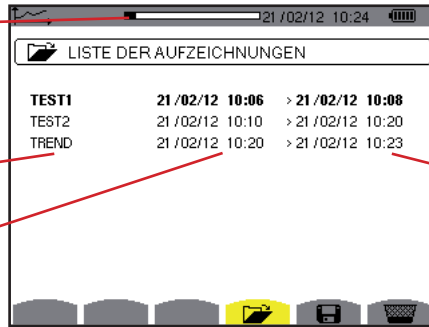 21/02/12 10:24
LISTE DER AUFZEICHNUNGEN
TEST1 21/02/12 10:06 > 21/02/12 10:08
TEST2 21/02/12 10:10 > 21/02/12 10:20
TREND 21/02/12 10:20 > 21/02/12 10:23